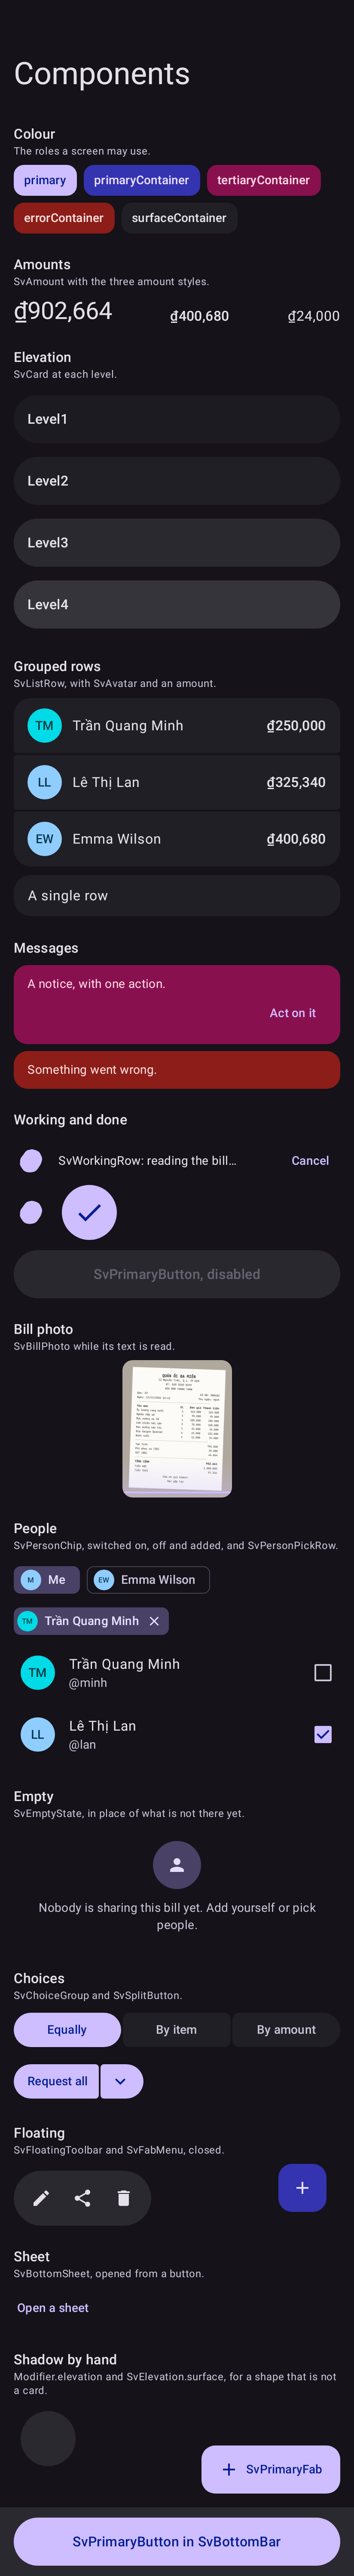 Components
Colour
The roles a screen may use.
primary
primaryContainer
tertiaryContainer
errorContainer
surfaceContainer
Amounts
SvAmount with the three amount styles.
₫902,664
₫400,680
₫24,000
Elevation
SvCard at each level.
Level1
Level2
Level3
Level4
Grouped rows
SvListRow, with SvAvatar and an amount.
TM Trần Quang Minh ₫250,000
LL Lê Thị Lan ₫325,340
EW Emma Wilson ₫400,680
A single row
Messages
A notice, with one action.
Act on it
Something went wrong.
Working and done
SvWorkingRow: reading the bill… Cancel
SvPrimaryButton, disabled
Bill photo
SvBillPhoto while its text is read.
People
SvPersonChip, switched on, off and added, and SvPersonPickRow.
M Me
EW Emma Wilson
TM Trần Quang Minh
TM Trần Quang Minh
@minh
LL Lê Thị Lan
@lan
Empty
SvEmptyState, in place of what is not there yet.
Nobody is sharing this bill yet. Add yourself or pick
people.
Choices
SvChoiceGroup and SvSplitButton.
Equally
By item
By amount
Request all
Floating
SvFloatingToolbar and SvFabMenu, closed.
Sheet
SvBottomSheet, opened from a button.
Open a sheet
Shadow by hand
Modifier.elevation and SvElevation.surface, for a shape that is not
a card.
SvPrimaryFab
SvPrimaryButton in SvBottomBar